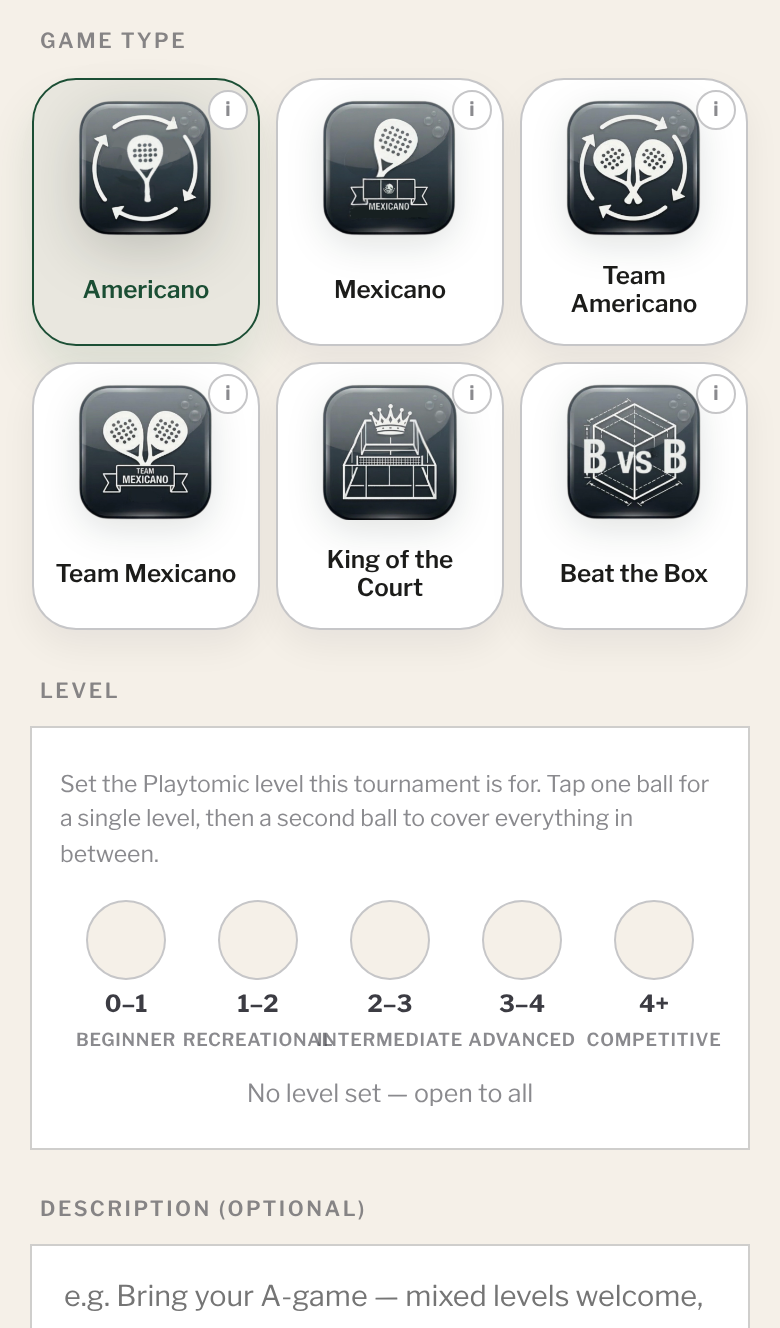 GAME TYPE
i
i
i
MEXICANO
Americano
Mexicano
Team
Americano
i
i
i
TEAM
MEXICANO
B VS B
Team Mexicano
King of the
Court
Beat the Box
LEVEL
Set the Playtomic level this tournament is for. Tap one ball for
a single level, then a second ball to cover everything in
between.
0–1
1–2
2–3
3–4
4+
BEGINNER
RECREATIONAL
INTERMEDIATE
ADVANCED
COMPETITIVE
No level set — open to all
DESCRIPTION (OPTIONAL)
e.g. Bring your A-game — mixed levels welcome,